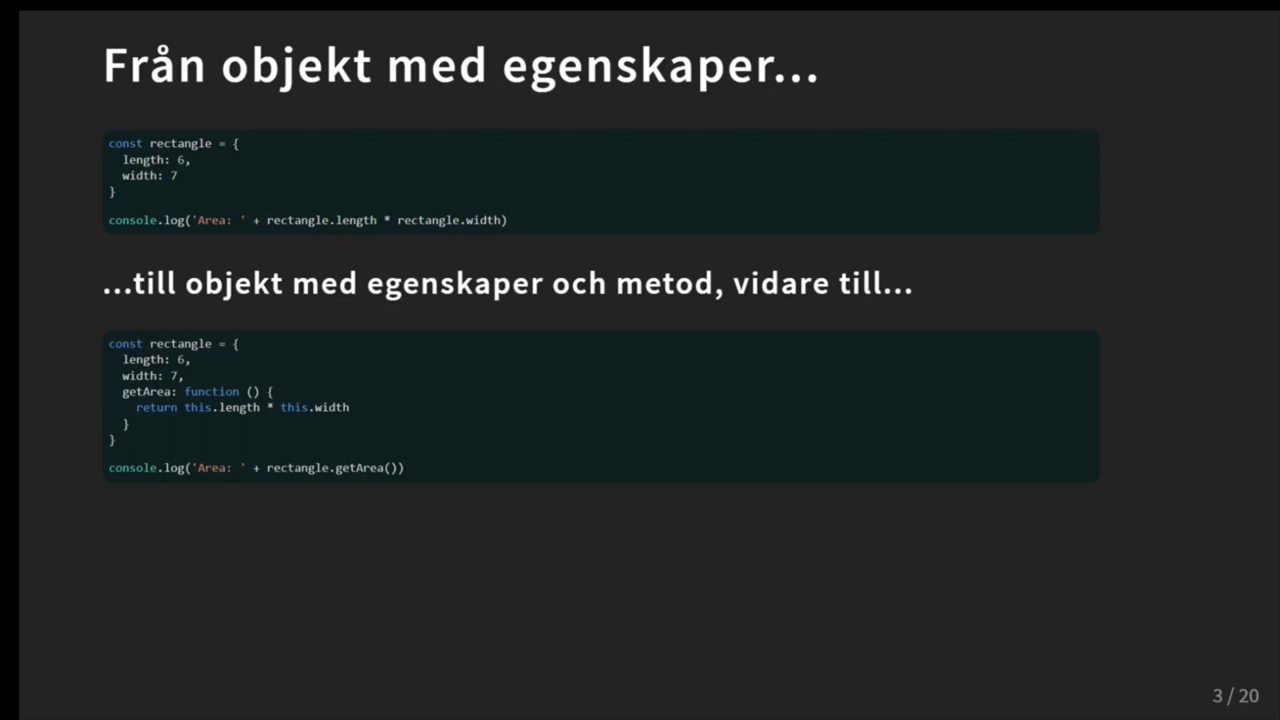 Från objekt med egenskaper...
const rectangle = {
  length: 6,
  width: 7
}
console.log('Area: ' + rectangle.length * rectangle.width)
...till objekt med egenskaper och metod, vidare till...
const rectangle = {
  length: 6,
  width: 7,
  getArea: function () {
    return this.length * this.width
  }
}
console.log('Area: ' + rectangle.getArea())
3 / 20